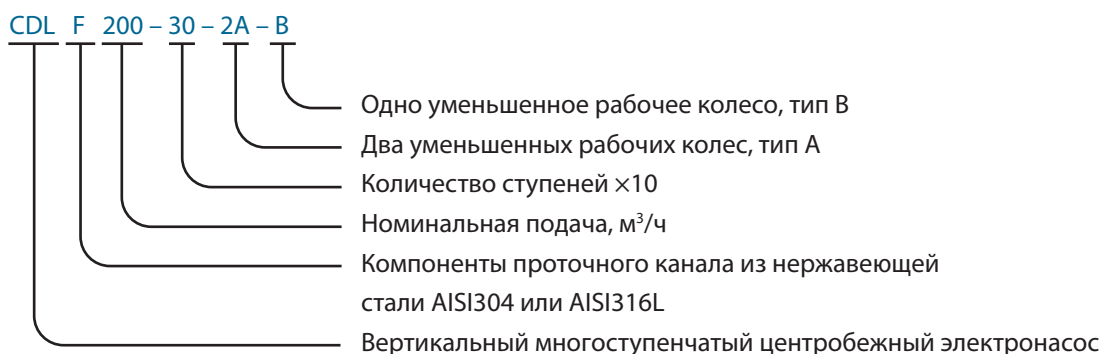 CDL F 200 – 30 – 2A – B
Одно уменьшенное рабочее колесо, тип B
Два уменьшенных рабочих колес, тип A
Количество ступеней ×10
Номинальная подача, м³/ч
Компоненты проточного канала из нержавеющей
стали AISI304 или AISI316L
Вертикальный многоступенчатый центробежный электронасос